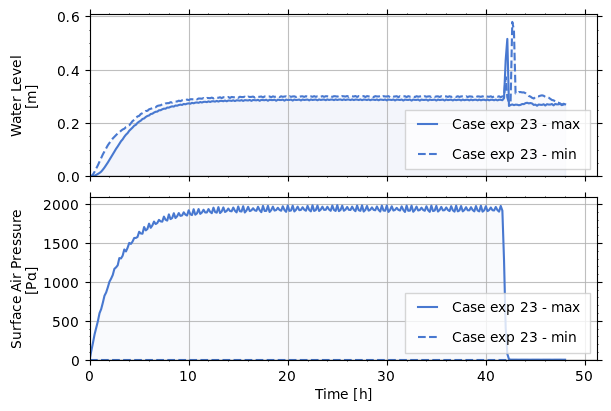 0.6
0.4
0.2
0.0
Water Level
[m]
Case exp 23 - max
Case exp 23 - min
2000
1500
1000
500
0
Surface Air Pressure
[Pa]
Case exp 23 - max
Case exp 23 - min
0 10 20 30 40 50
Time [h]